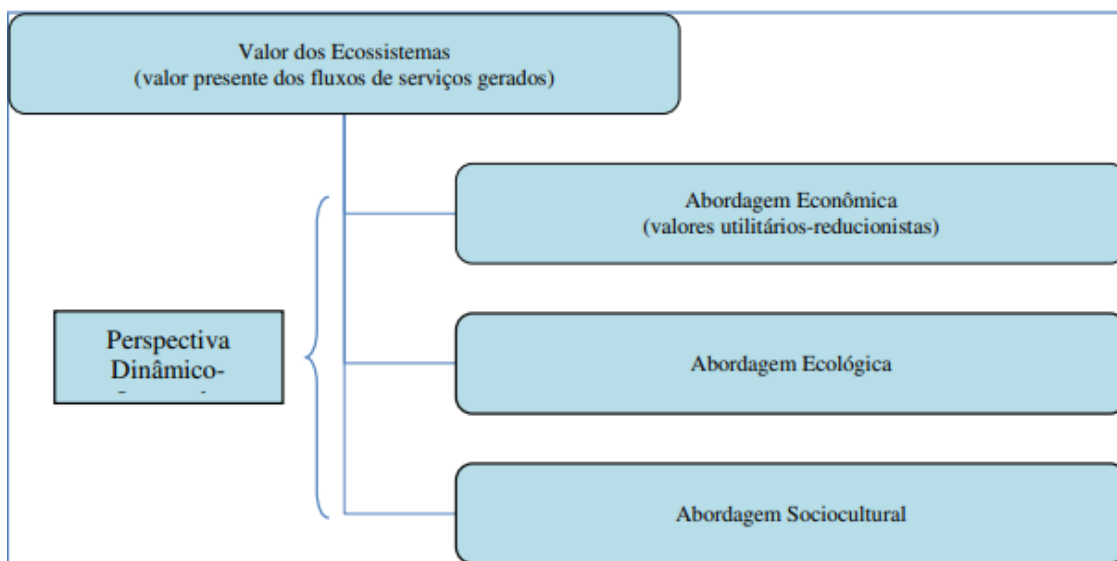 Valor dos Ecossistemas
(valor presente dos fluxos de serviços gerados)
Abordagem Econômica
(valores utilitários-reducionistas)
Perspectiva
Dinâmico-
Abordagem Ecológica
Abordagem Sociocultural